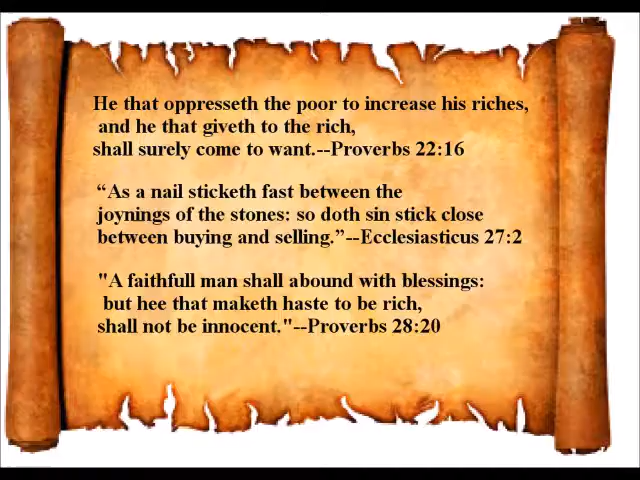 He that oppresseth the poor to increase his riches,
and he that giveth to the rich,
shall surely come to want.--Proverbs 22:16
“As a nail sticketh fast between the
joynings of the stones: so doth sin stick close
between buying and selling.”--Ecclesiasticus 27:2
"A faithfull man shall abound with blessings:
but hee that maketh haste to be rich,
shall not be innocent."--Proverbs 28:20